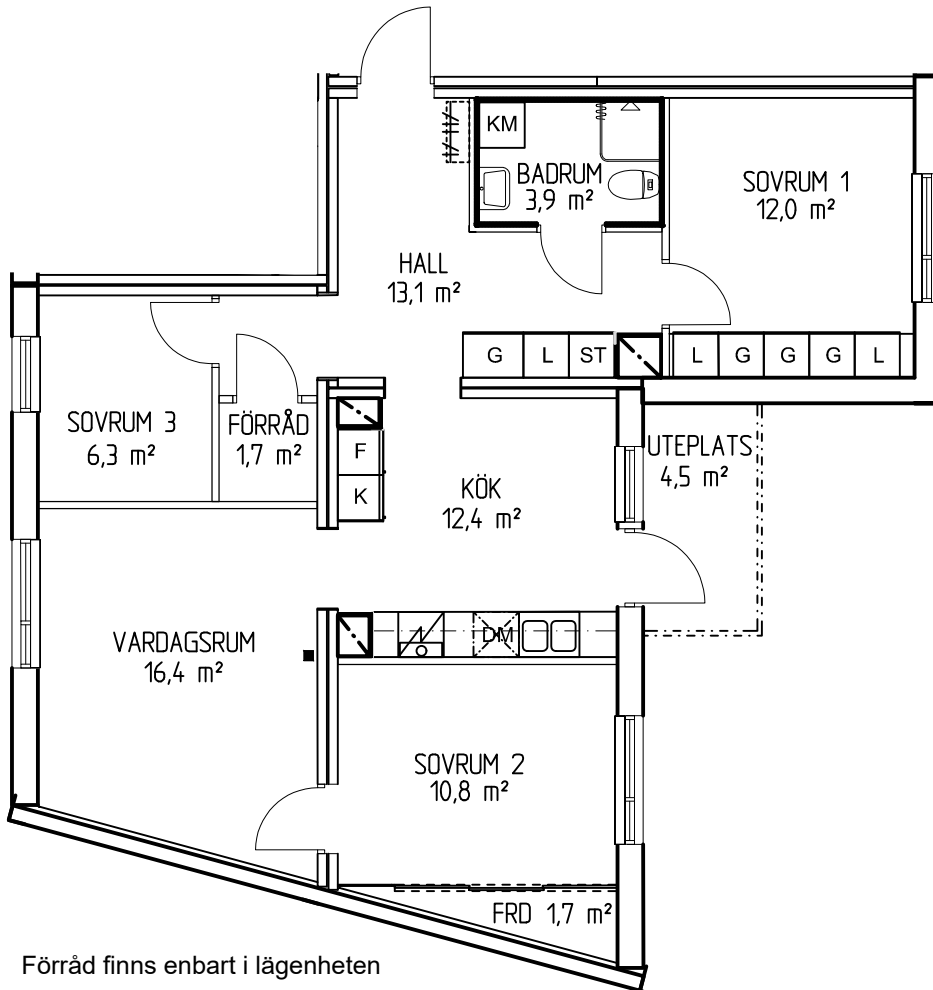 KM
BADRUM
3,9 m²
SOVRUM 1
12,0 m²
HALL
13,1 m²
G L ST
L G G G L
SOVRUM 3
6,3 m²
FÖRRÅD
1,7 m²
F
K
KÖK
12,4 m²
UTEPLATS
4,5 m²
DM
VARDAGSRUM
16,4 m²
SOVRUM 2
10,8 m²
FRD 1,7 m²
Förråd finns enbart i lägenheten